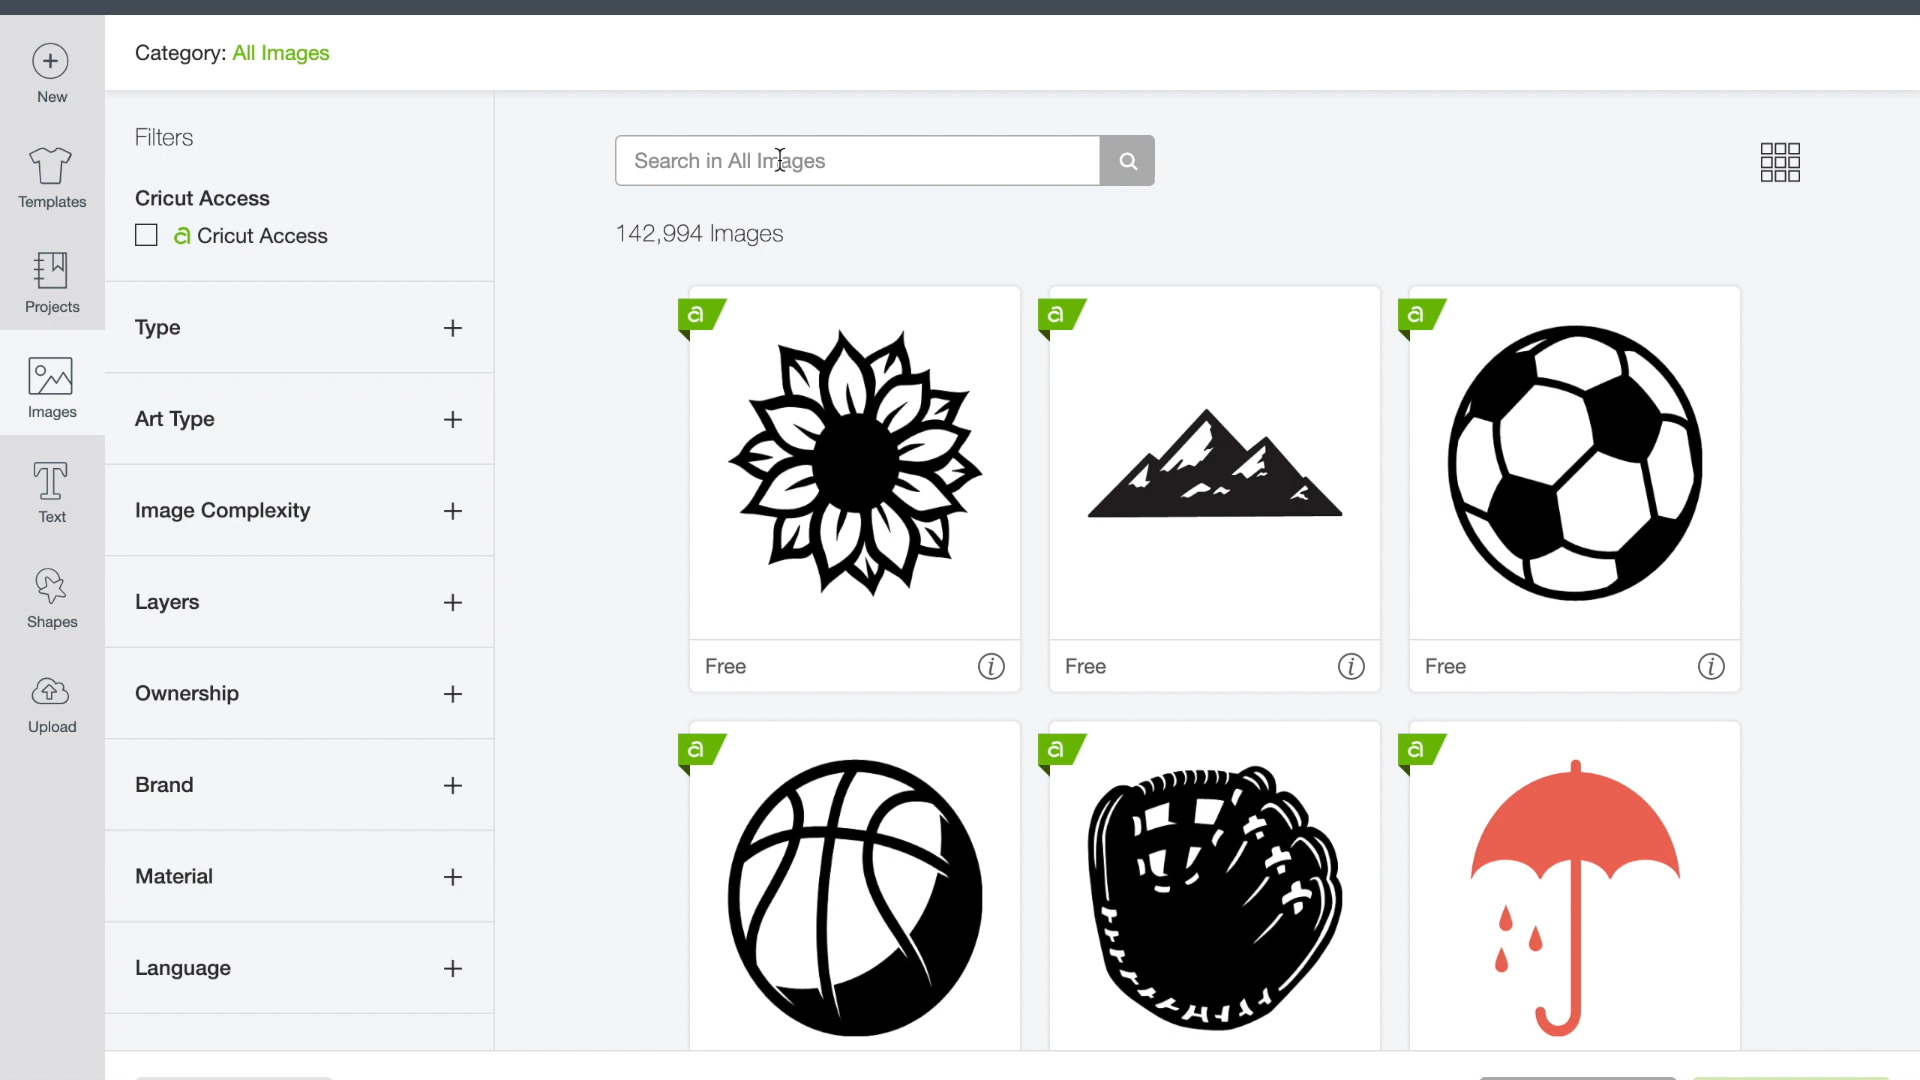 Category: All Images
New
Templates
Projects
Images
Text
Shapes
Upload
Filters
Cricut Access
a Cricut Access
Type
Art Type
Image Complexity
Layers
Ownership
Brand
Material
Language
Search in All Images
142,994 Images
a
a
a
Free
Free
Free
a
a
a